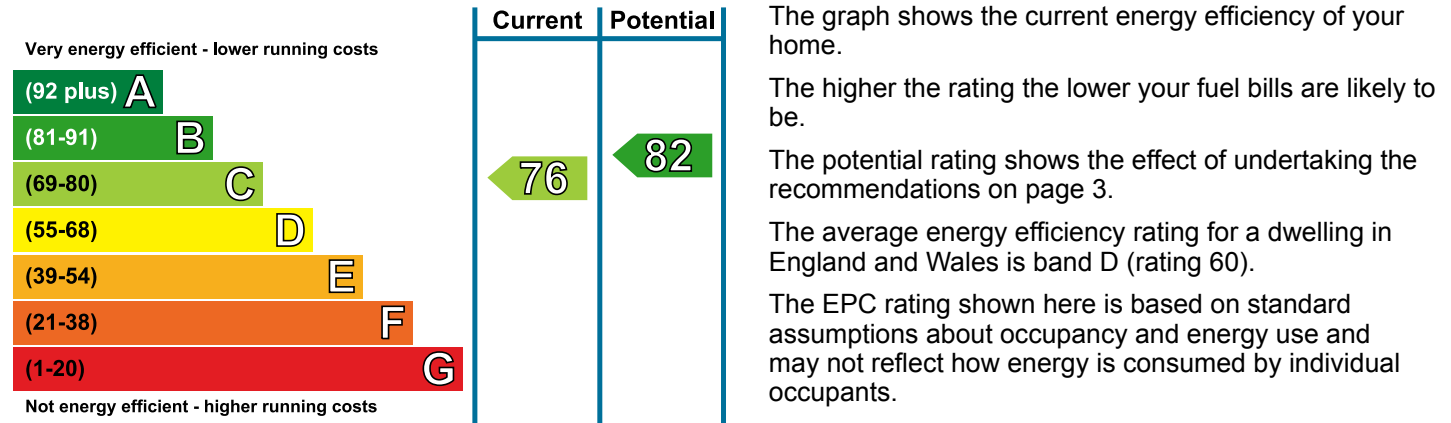 Current Potential
Very energy efficient - lower running costs
(92 plus) A
(81-91) B
(69-80) C
(55-68) D
(39-54) E
(21-38) F
(1-20) G
Not energy efficient - higher running costs
76
82
The graph shows the current energy efficiency of your
home.
The higher the rating the lower your fuel bills are likely to
be.
The potential rating shows the effect of undertaking the
recommendations on page 3.
The average energy efficiency rating for a dwelling in
England and Wales is band D (rating 60).
The EPC rating shown here is based on standard
assumptions about occupancy and energy use and
may not reflect how energy is consumed by individual
occupants.